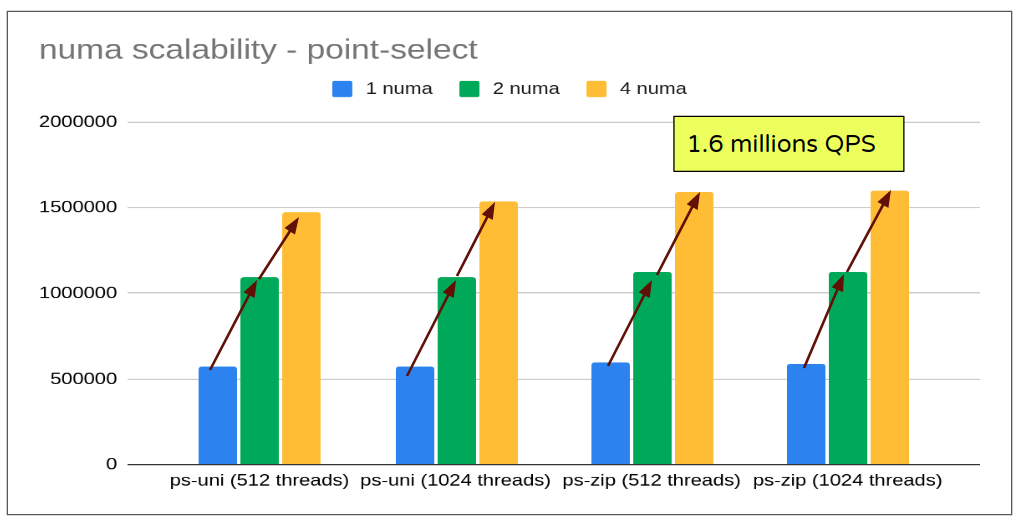 numa scalability - point-select
1 numa 2 numa 4 numa
2000000
1.6 millions QPS
1500000
1000000
500000
0
ps-uni (512 threads) ps-uni (1024 threads) ps-zip (512 threads) ps-zip (1024 threads)